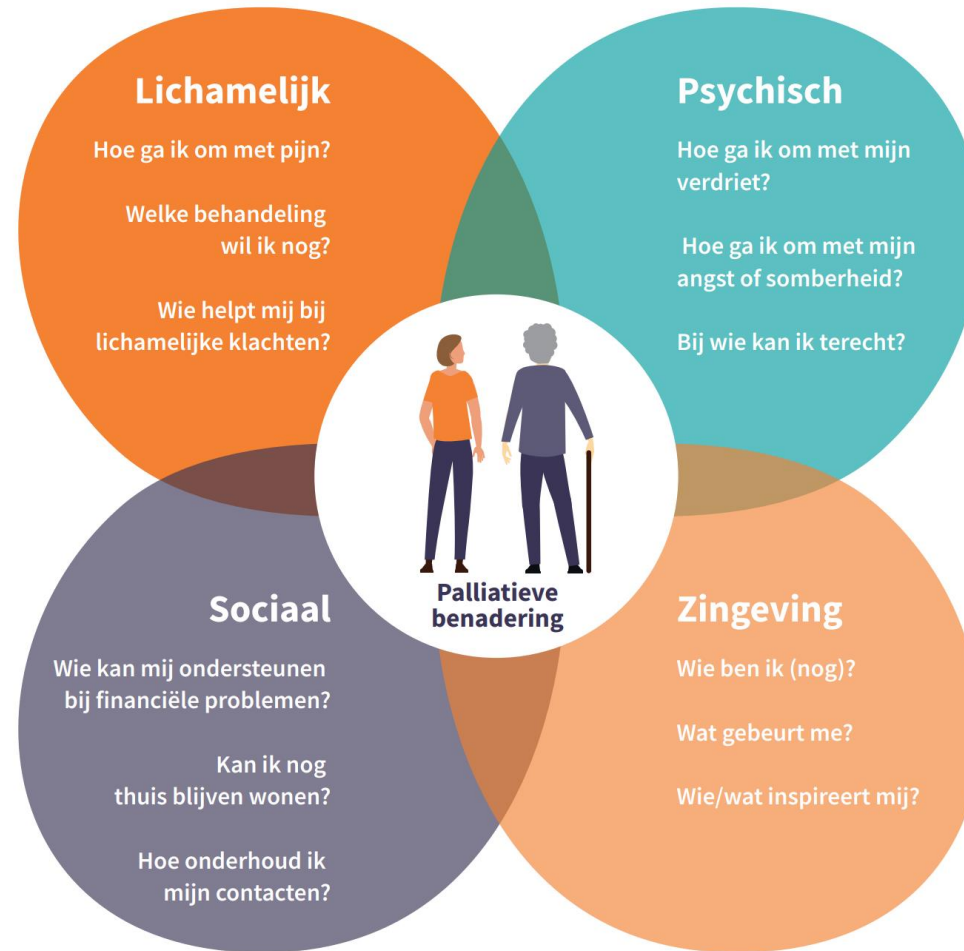 Lichamelijk
Hoe ga ik om met pijn?
Welke behandeling
wil ik nog?
Wie helpt mij bij
lichamelijke klachten?
Psychisch
Hoe ga ik om met mijn
verdriet?
Hoe ga ik om met mijn
angst of somberheid?
Bij wie kan ik terecht?
Palliatieve
benadering
Sociaal
Wie kan mij ondersteunen
bij financiële problemen?
Kan ik nog
thuis blijven wonen?
Hoe onderhoud ik
mijn contacten?
Zingeving
Wie ben ik (nog)?
Wat gebeurt me?
Wie/wat inspireert mij?